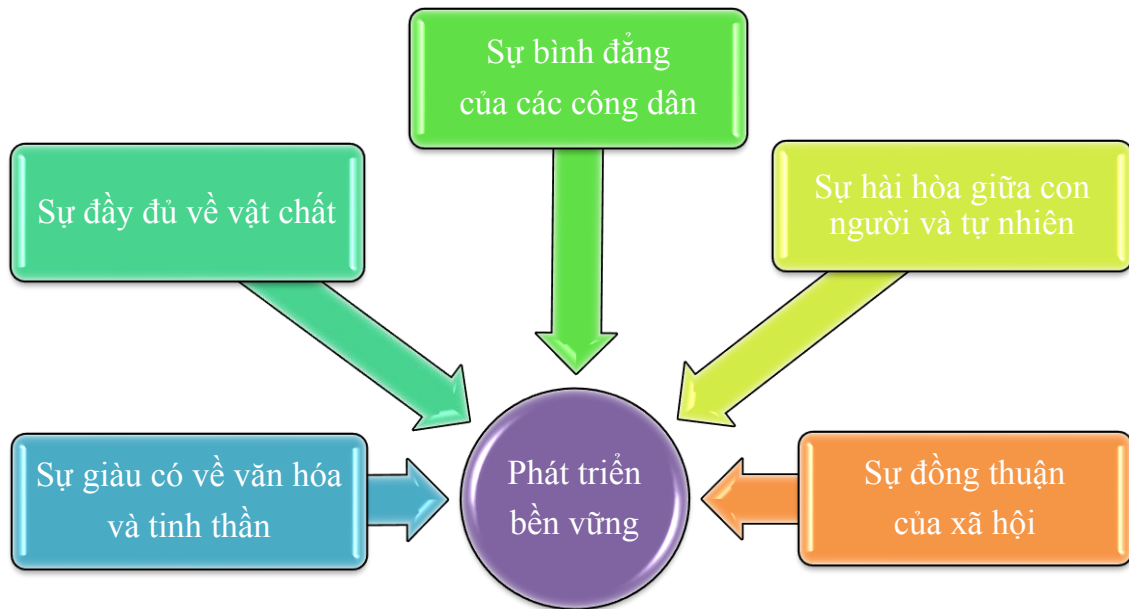 Sự bình đẳng
của các công dân
Sự đầy đủ về vật chất
Sự hài hòa giữa con
người và tự nhiên
Sự giàu có về văn hóa
và tinh thần
Phát triển
bền vững
Sự đồng thuận
của xã hội